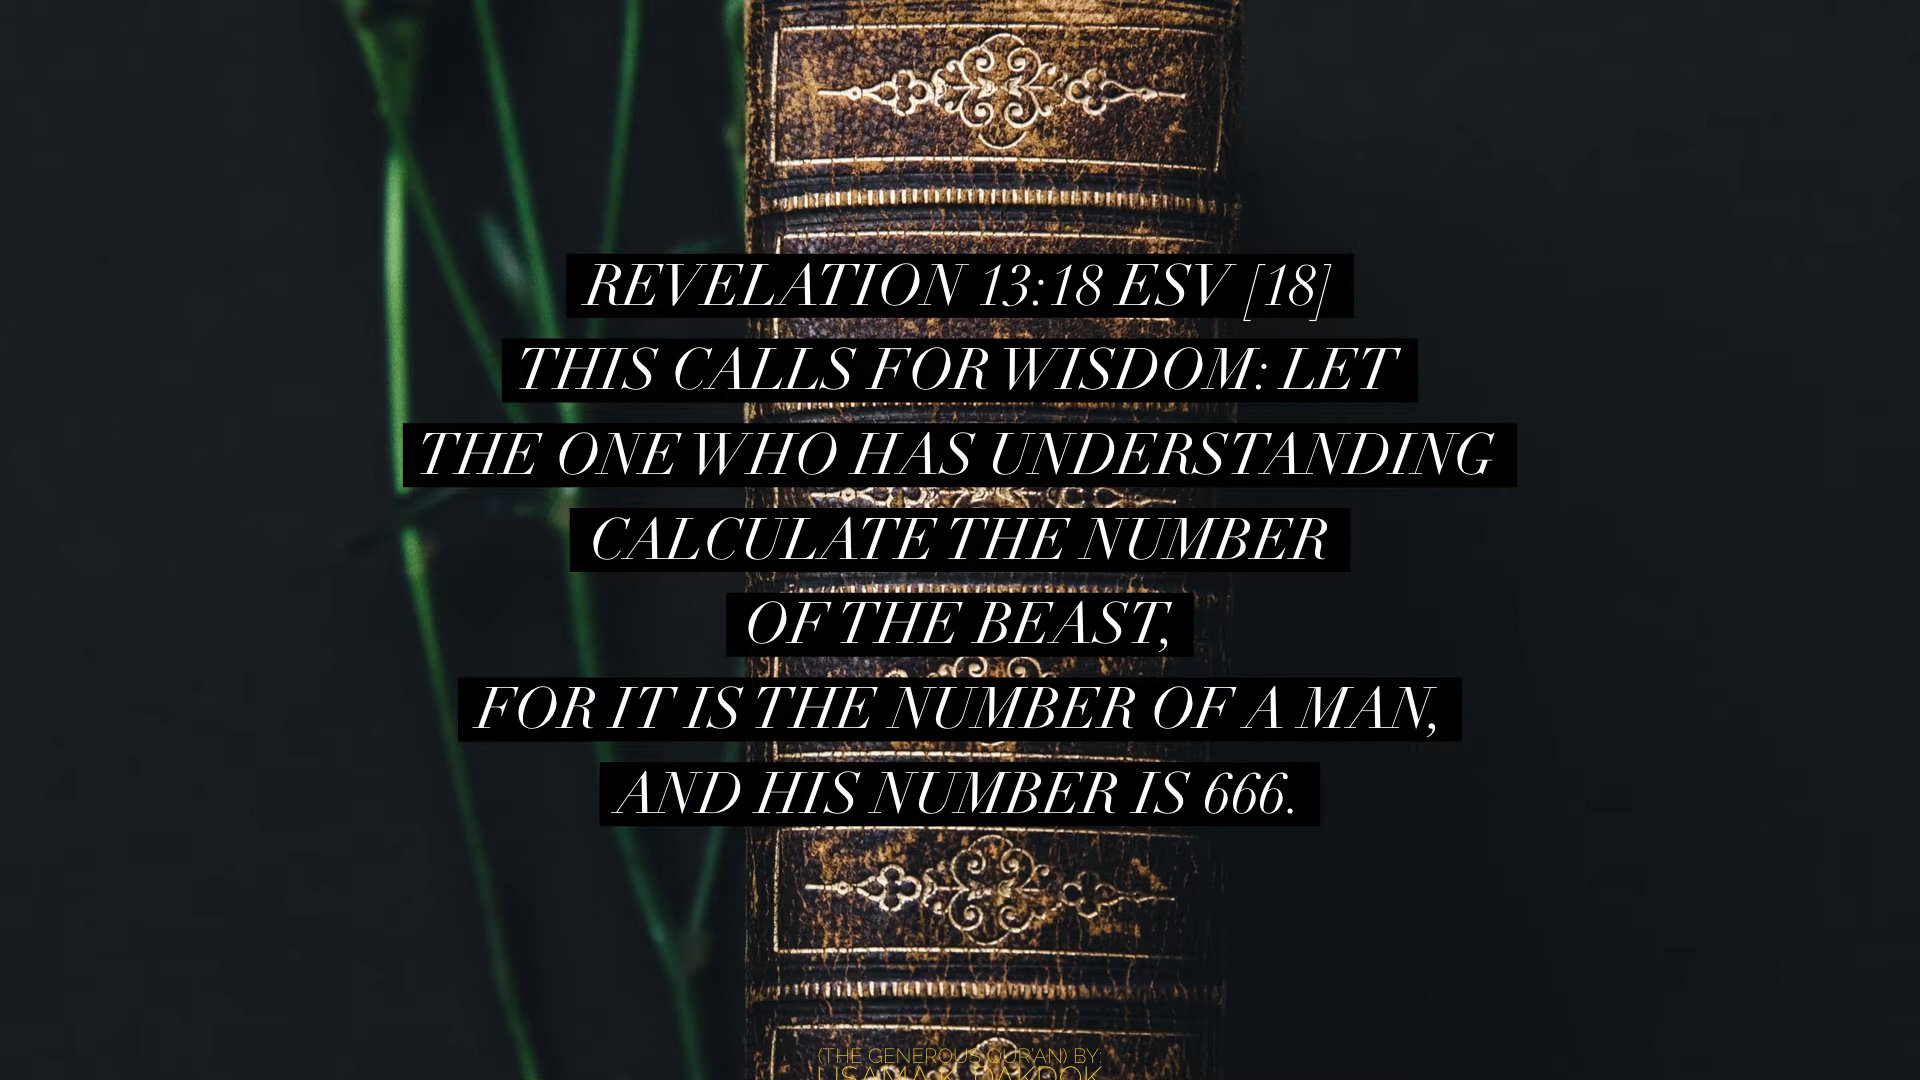 REVELATION 13:18 ESV [18]
THIS CALLS FOR WISDOM: LET
THE ONE WHO HAS UNDERSTANDING
CALCULATE THE NUMBER
OF THE BEAST,
FOR IT IS THE NUMBER OF A MAN,
AND HIS NUMBER IS 666.
(THE GENEROUS QUR'AN) BY:
USAMA K. DAKDOK